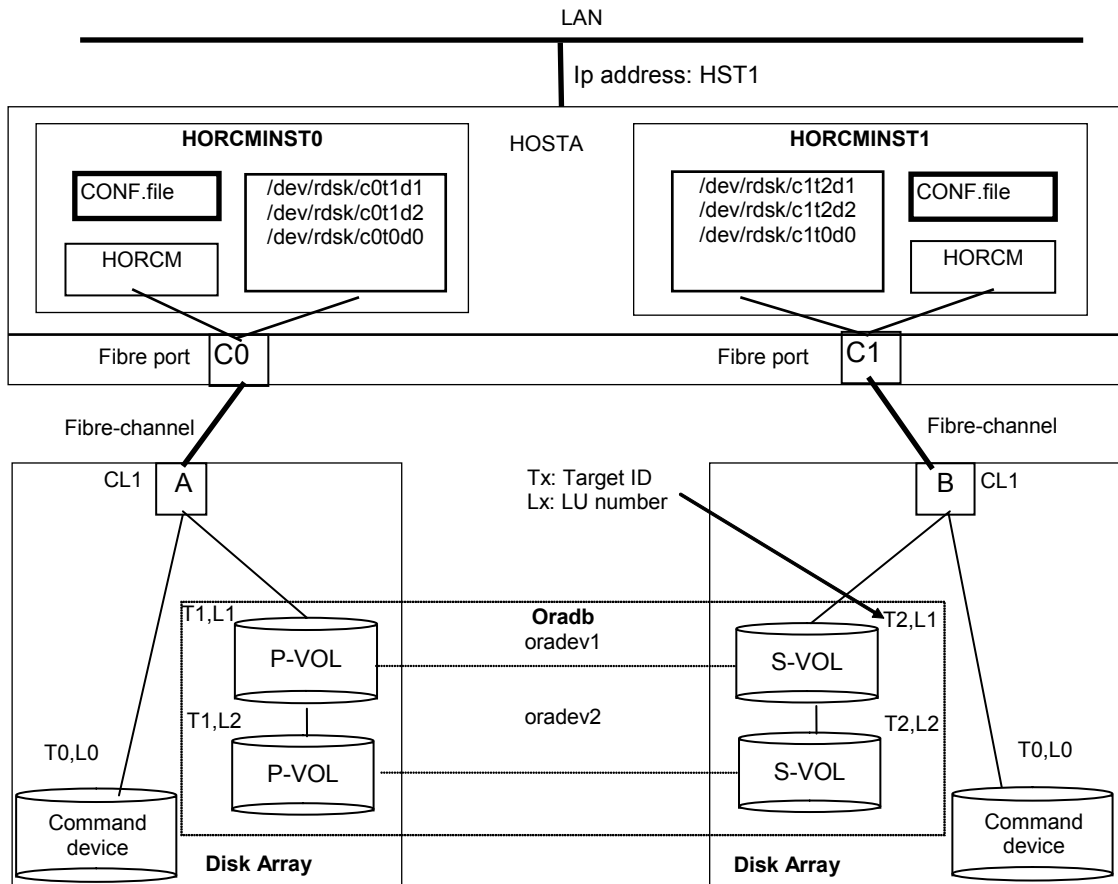 LAN
Ip address: HST1
HORCMINST0
HOSTA
HORCMINST1
CONF.file
/dev/rdsk/c0t1d1
/dev/rdsk/c0t1d2
/dev/rdsk/c0t0d0
HORCM
/dev/rdsk/c1t2d1
/dev/rdsk/c1t2d2
/dev/rdsk/c1t0d0
CONF.file
HORCM
Fibre port
C0
Fibre port
C1
Fibre-channel
Fibre-channel
CL1
A
Tx: Target ID
Lx: LU number
B
CL1
T1,L1
Oradb
oradev1
T2,L1
P-VOL
S-VOL
T1,L2
oradev2
T2,L2
P-VOL
S-VOL
T0,L0
T0,L0
Command
device
Command
device
Disk Array
Disk Array